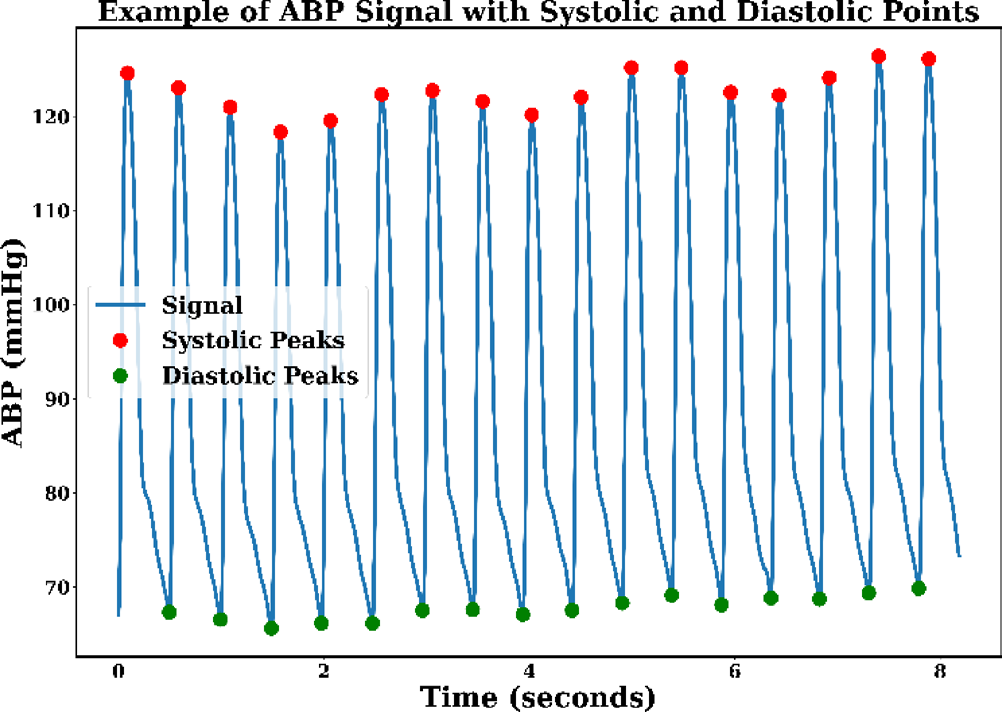 Example of ABP Signal with Systolic and Diastolic Points
ABP (mmHg)
120
110
100
90
80
70
Signal
Systolic Peaks
Diastolic Peaks
0 2 4 6 8
Time (seconds)